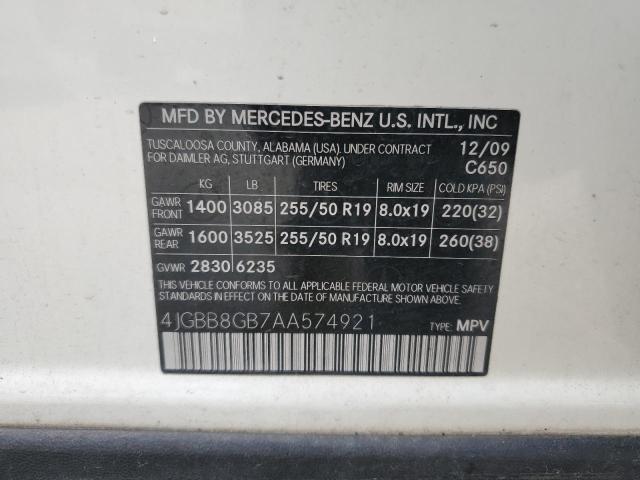 MFD BY MERCEDES-BENZ U.S. INTL., INC
TUSCALOOSA COUNTY, ALABAMA (USA). UNDER CONTRACT 12/09
FOR DAIMLER AG, STUTTGART (GERMANY) C650
KG LB TIRES RIM SIZE COLD KPA (PSI)
GAWR FRONT 1400 3085 255/50 R19 8.0x19 220(32)
GAWR REAR 1600 3525 255/50 R19 8.0x19 260(38)
GVWR 2830 6235
THIS VEHICLE CONFORMS TO ALL APPLICABLE FEDERAL MOTOR VEHICLE SAFETY
STANDARDS IN EFFECT ON THE DATE OF MANUFACTURE SHOWN ABOVE.
4JGBB8GB7AA574921 TYPE: MPV